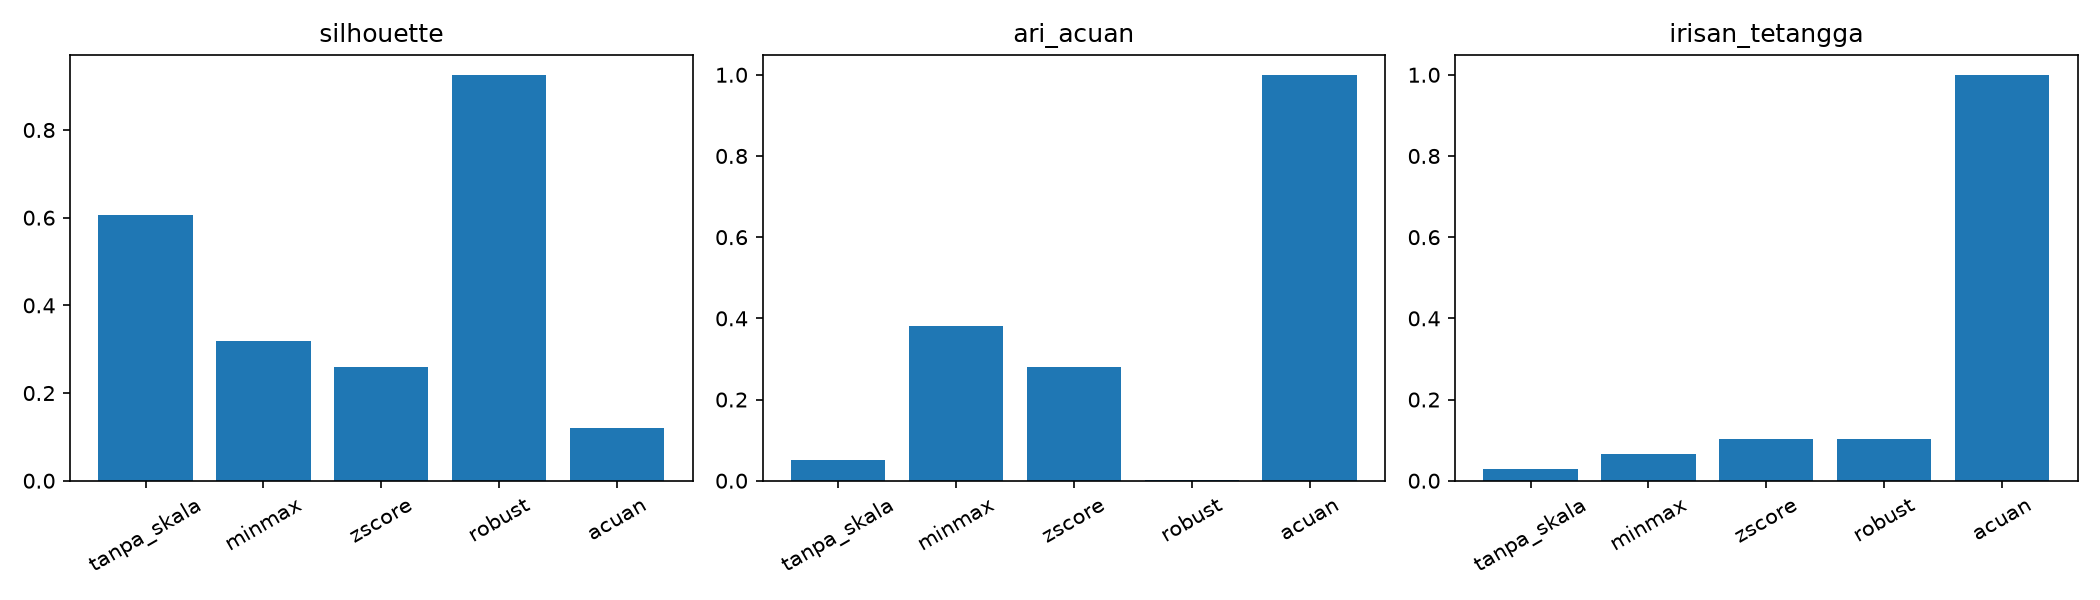 silhouette
0.8
0.6
0.4
0.2
0.0
tanpa_skala
minmax
zscore
robust
acuan
ari_acuan
1.0
0.8
0.6
0.4
0.2
0.0
tanpa_skala
minmax
zscore
robust
acuan
irisan_tetangga
1.0
0.8
0.6
0.4
0.2
0.0
tanpa_skala
minmax
zscore
robust
acuan